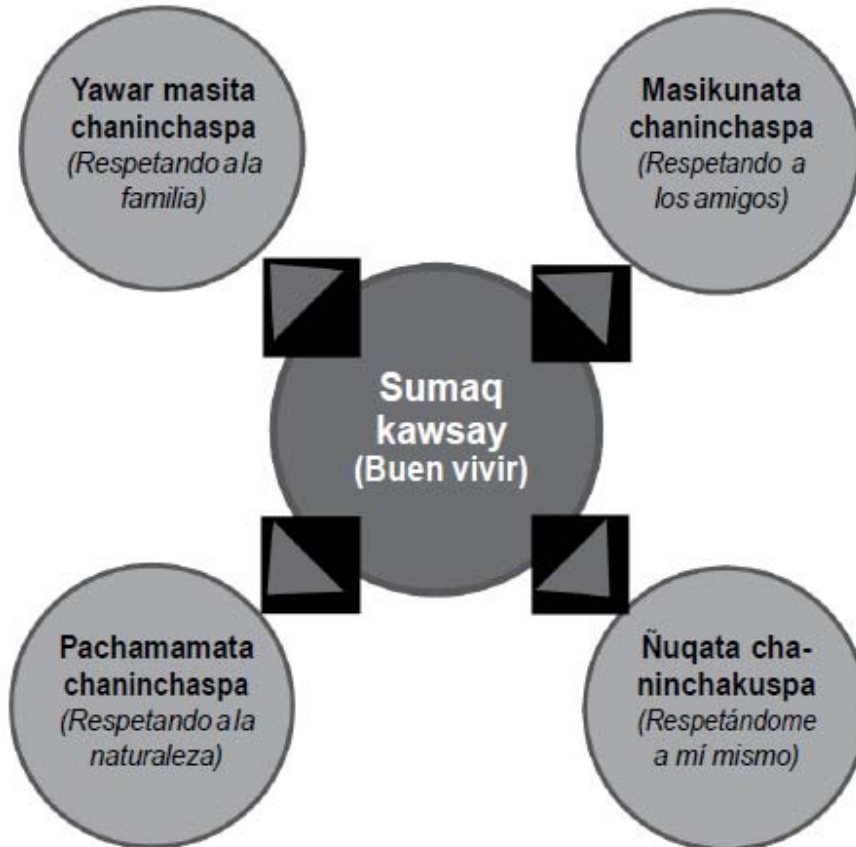 Yawar masita
chaninchaspa
(Respetando a la
familia)
Masikunata
chaninchaspa
(Respetando a
los amigos)
Sumaq
kawsay
(Buen vivir)
Pachamamata
chaninchaspa
(Respetando a la
naturaleza)
Ñuqata cha-
ninchakuspa
(Respetándome
a mí mismo)